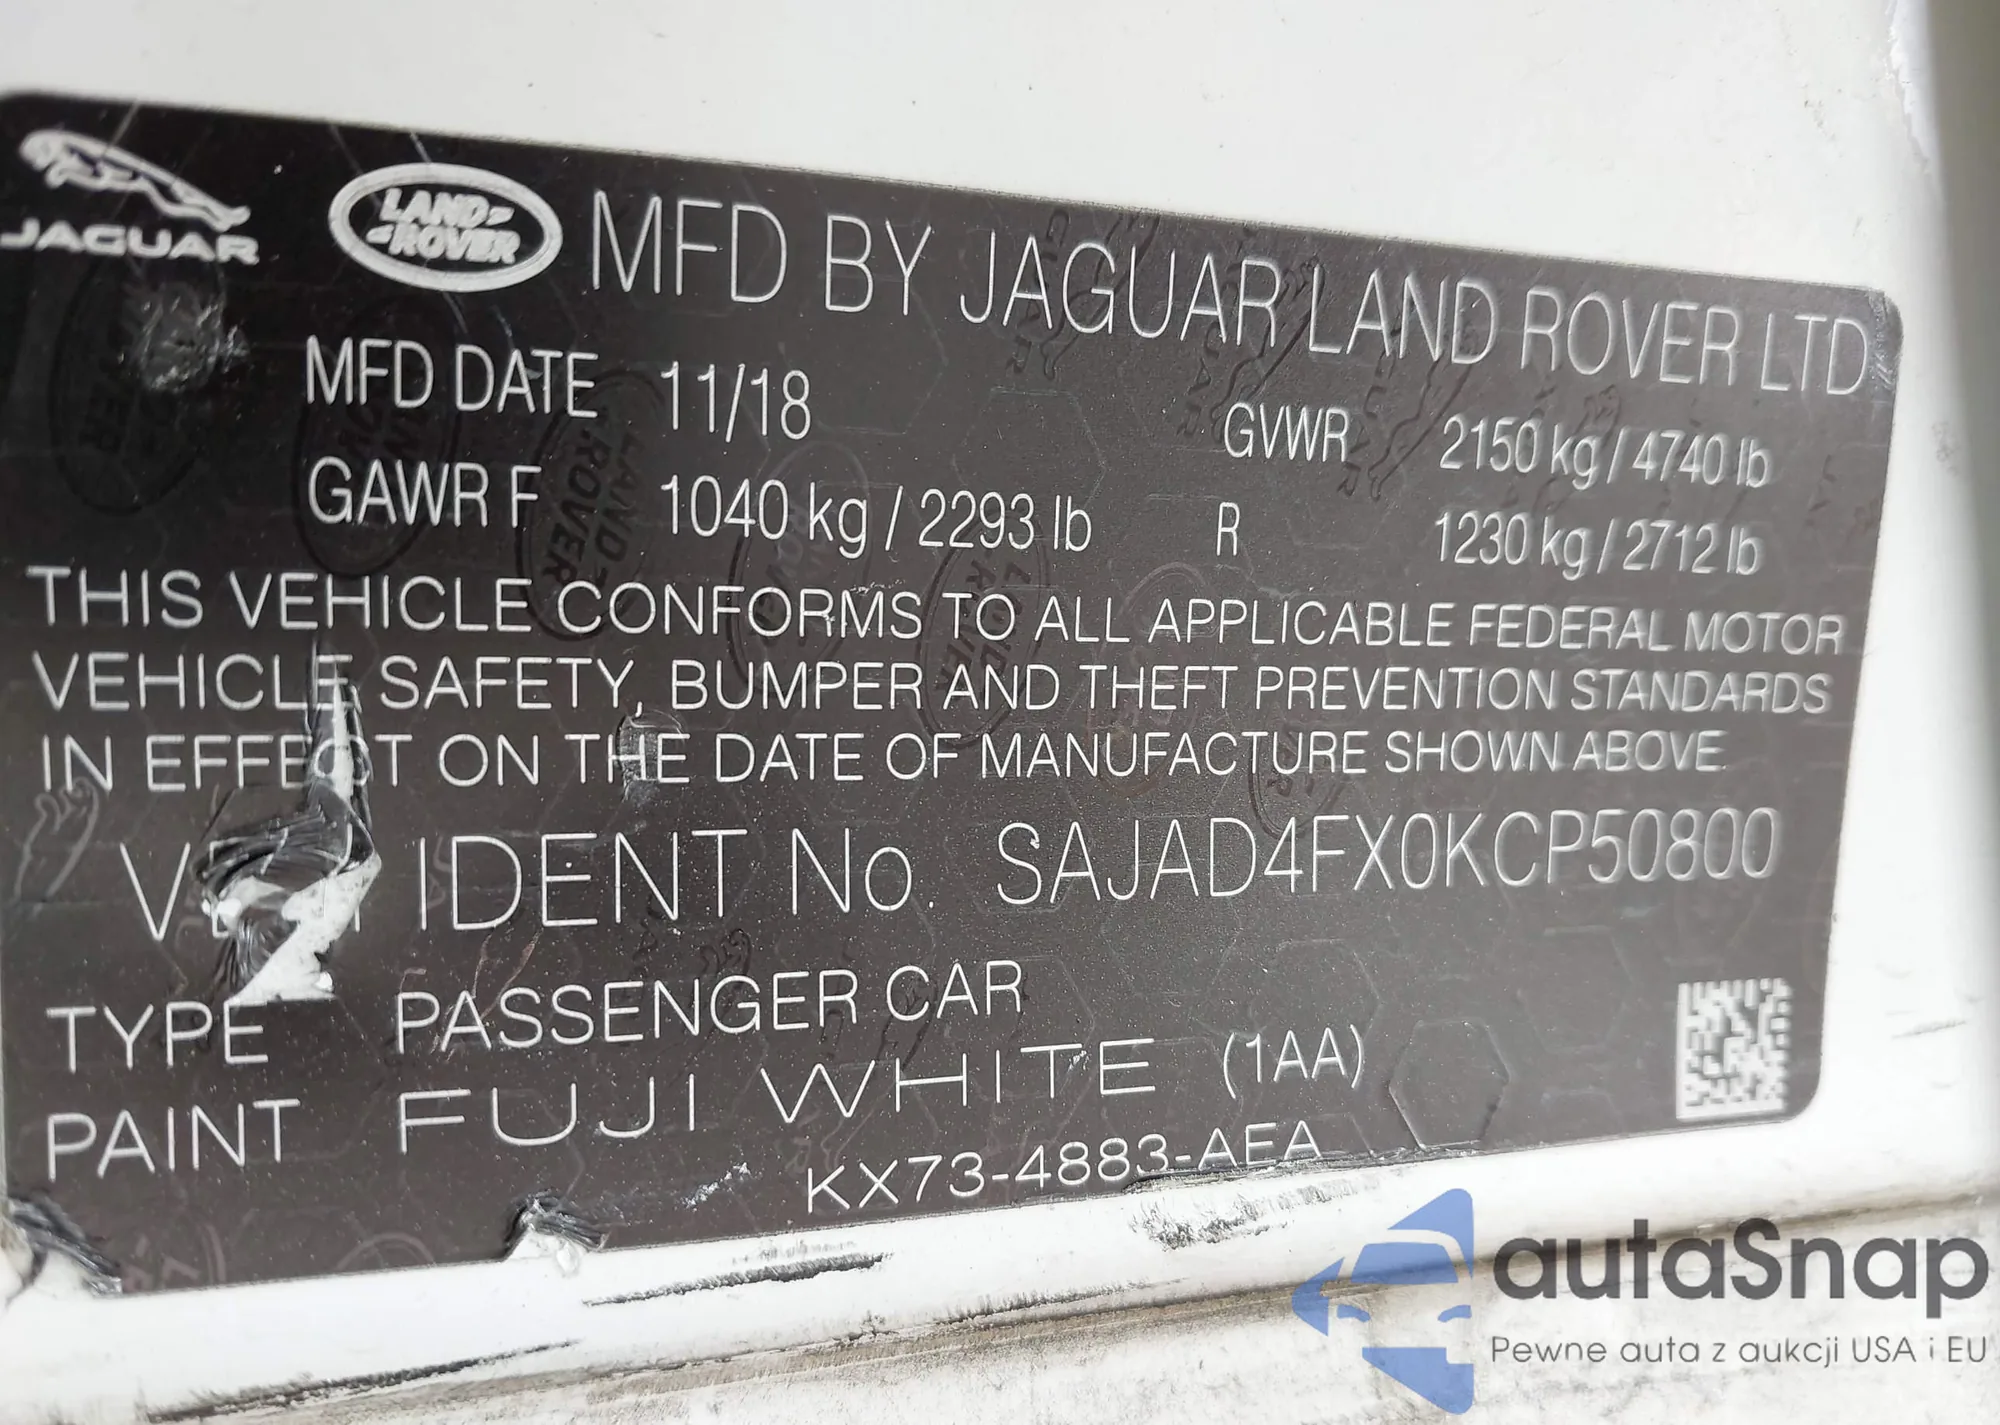 JAGUAR
LAND ROVER
MFD BY JAGUAR LAND ROVER LTD
MFD DATE 11/18 GVWR 2150 kg / 4740 lb
GAWR F 1040 kg / 2293 lb R 1230 kg / 2712 lb
THIS VEHICLE CONFORMS TO ALL APPLICABLE FEDERAL MOTOR
VEHICLE SAFETY, BUMPER AND THEFT PREVENTION STANDARDS
IN EFFECT ON THE DATE OF MANUFACTURE SHOWN ABOVE.
IDENT No. SAJAD4FX0KCP50800
TYPE PASSENGER CAR
PAINT FUJI WHITE (1AA)
KX73-4883-AEA
autaSnap
Pewne auta z aukcji USA i EU